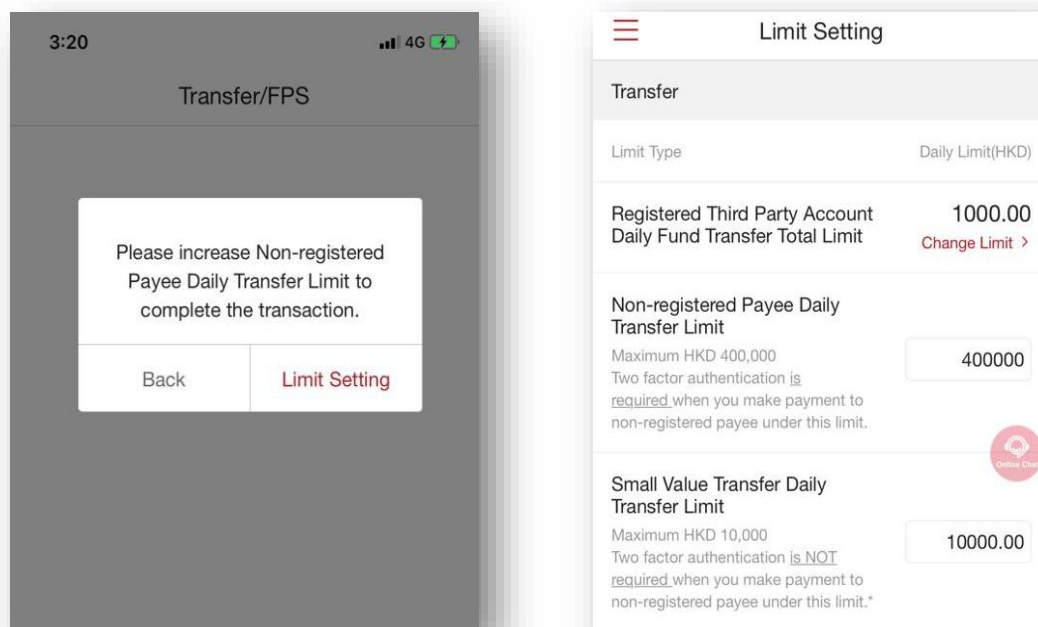 3:20
4G
Transfer/FPS
Please increase Non-registered
Payee Daily Transfer Limit to
complete the transaction.
Back
Limit Setting
Limit Setting
Transfer
Limit Type
Daily Limit(HKD)
Registered Third Party Account
Daily Fund Transfer Total Limit
1000.00
Change Limit >
Non-registered Payee Daily
Transfer Limit
Maximum HKD 400,000
Two factor authentication is
required when you make payment to
non-registered payee under this limit.
400000
Online Chat
Small Value Transfer Daily
Transfer Limit
Maximum HKD 10,000
Two factor authentication is NOT
required when you make payment to
non-registered payee under this limit.*
10000.00